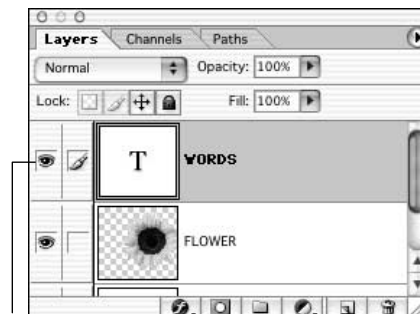 Layers Channels Paths
Normal Opacity: 100%
Lock: Fill: 100%
T WORDS
FLOWER